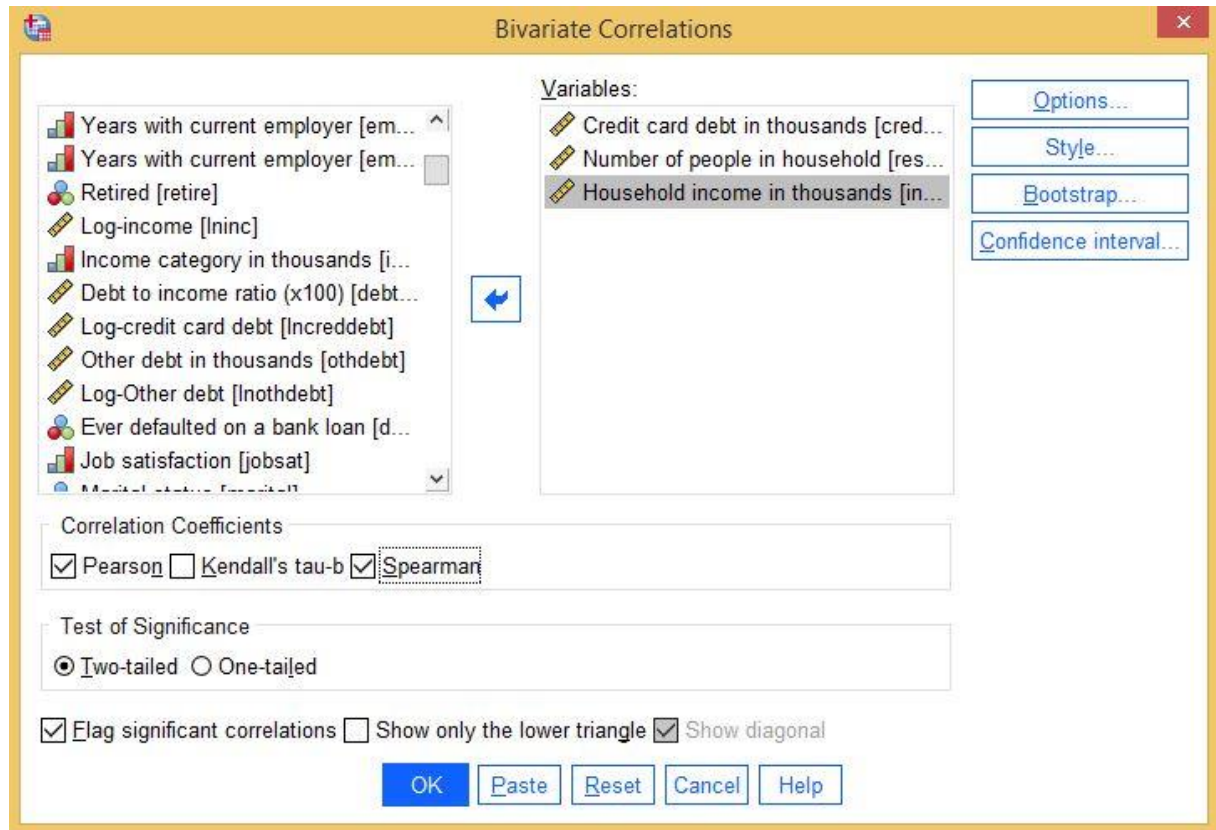 Bivariate Correlations
Variables:
Years with current employer [em...
Years with current employer [em...
Retired [retire]
Log-income [lninc]
Income category in thousands [i...
Debt to income ratio (x100) [debt...
Log-credit card debt [lncreddebt]
Other debt in thousands [othdebt]
Log-Other debt [lnothdebt]
Ever defaulted on a bank loan [d...
Job satisfaction [jobsat]
Marital status [marital]
Credit card debt in thousands [cred...
Number of people in household [res...
Household income in thousands [in...
Options...
Style...
Bootstrap...
Confidence interval...
Correlation Coefficients
Pearson Kendall's tau-b Spearman
Test of Significance
Two-tailed One-tailed
Flag significant correlations Show only the lower triangle Show diagonal
OK Paste Reset Cancel Help